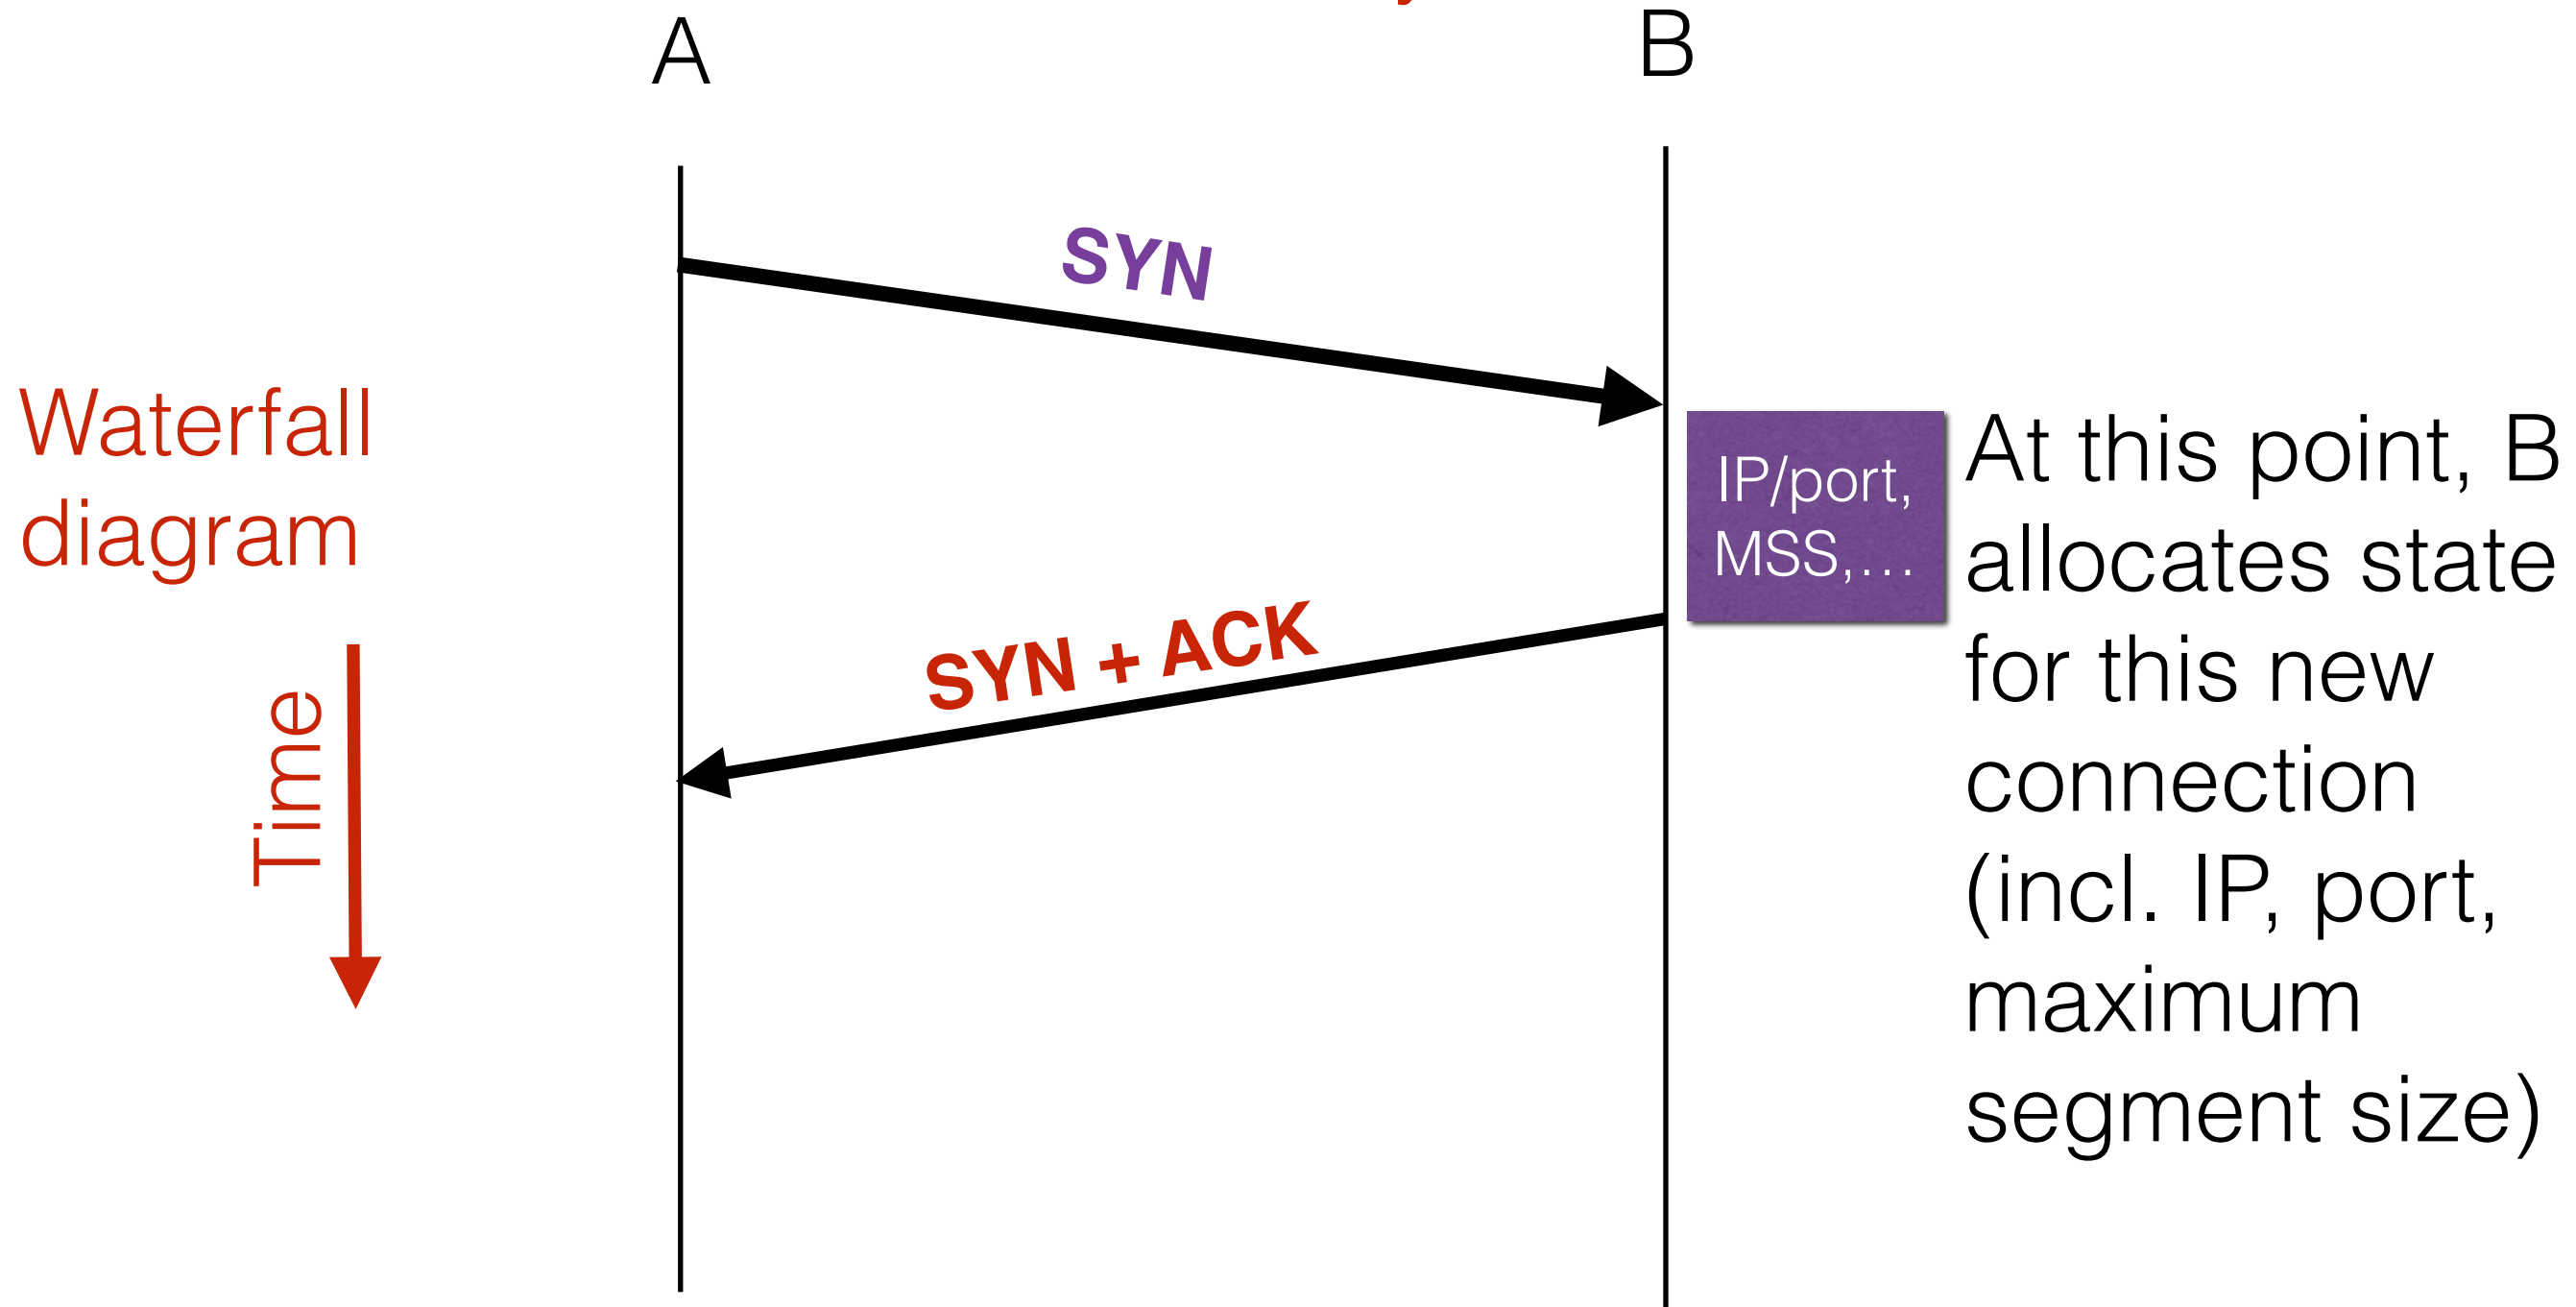 A
B
SYN
Waterfall
diagram
Time
IP/port,
MSS,...
At this point, B
allocates state
for this new
connection
(incl. IP, port,
maximum
segment size)
SYN + ACK